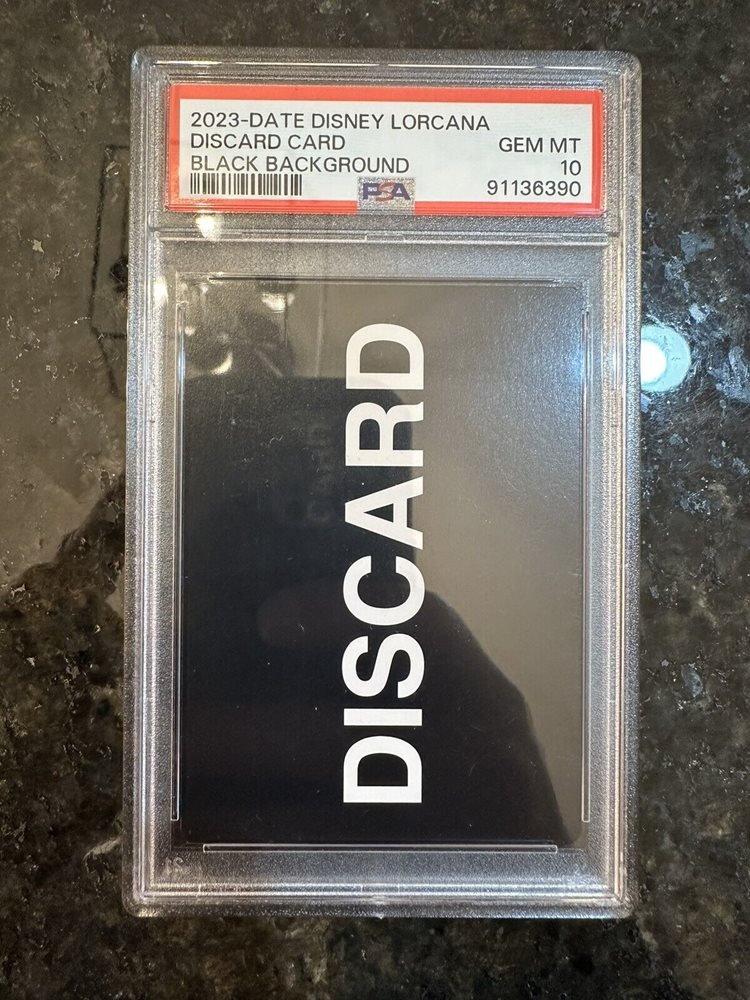 2023-DATE DISNEY LORCANA
DISCARD CARD GEM MT
BLACK BACKGROUND 10
PSA 91136390
DISCARD